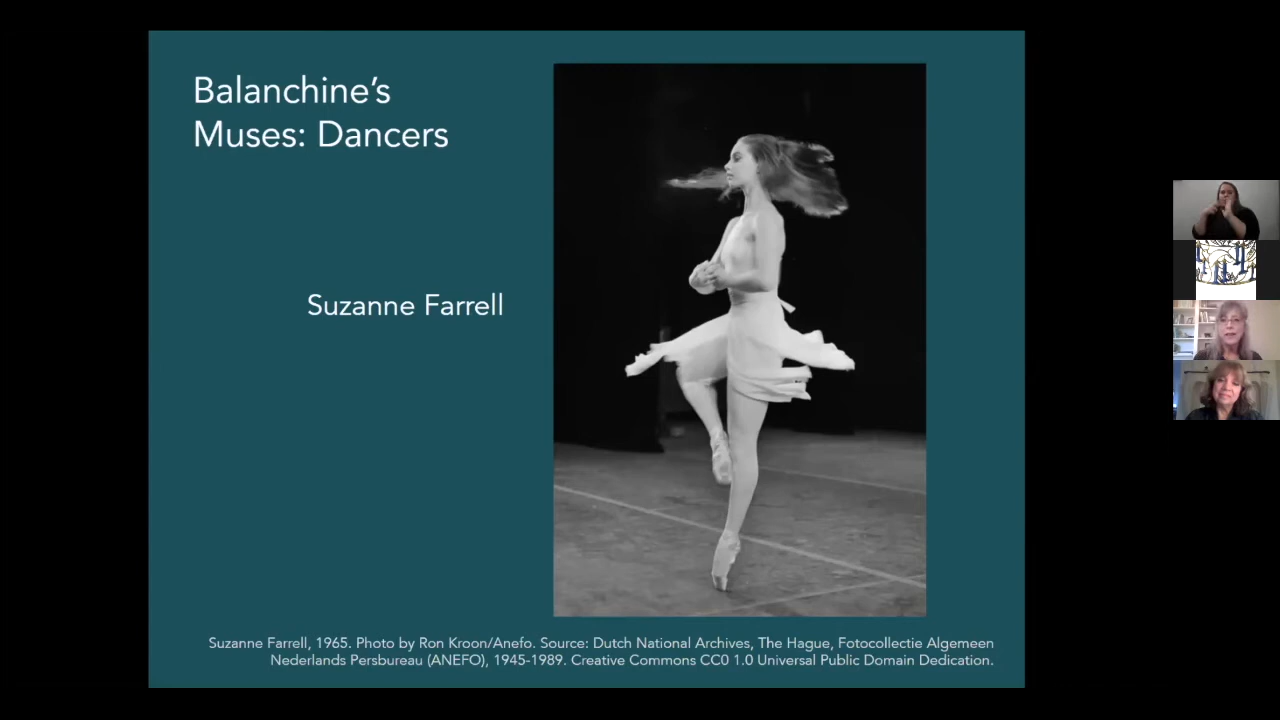 Balanchine’s
Muses: Dancers
Suzanne Farrell
Suzanne Farrell, 1965. Photo by Ron Kroon/Anefo. Source: Dutch National Archives, The Hague, Fotocollectie Algemeen
Nederlands Persbureau (ANEFO), 1945-1989. Creative Commons CC0 1.0 Universal Public Domain Dedication.